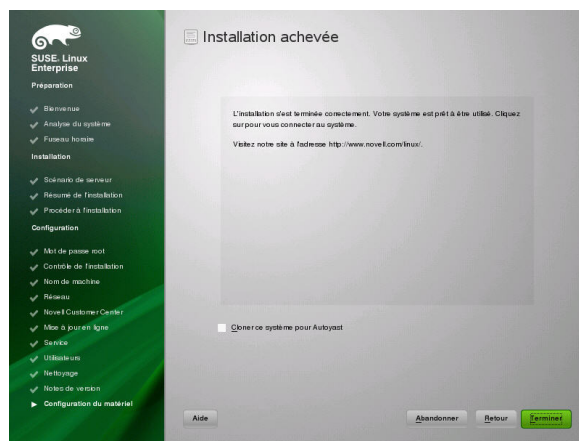 SUSE Linux
Enterprise
Préparation
Bienvenue
Analyse du système
Fuseau horaire
Installation
Scénario de serveur
Résumé de l'installation
Procéder à l'installation
Configuration
Mot de passe root
Contrôle de l'installation
Nom de machine
Réseau
Novell Customer Center
Mise à jour en ligne
Service
Utilisateurs
Nettoyage
Notes de version
Configuration du matériel
Installation achevée
L'installation s'est terminée correctement. Votre système est prêt à être utilisé. Cliquez
sur pour vous connecter au système.
Visitez notre site à l'adresse http://www.novell.com/linux/.
Cloner ce système pour Autoyast
Aide
Abandonner
Retour
Terminer